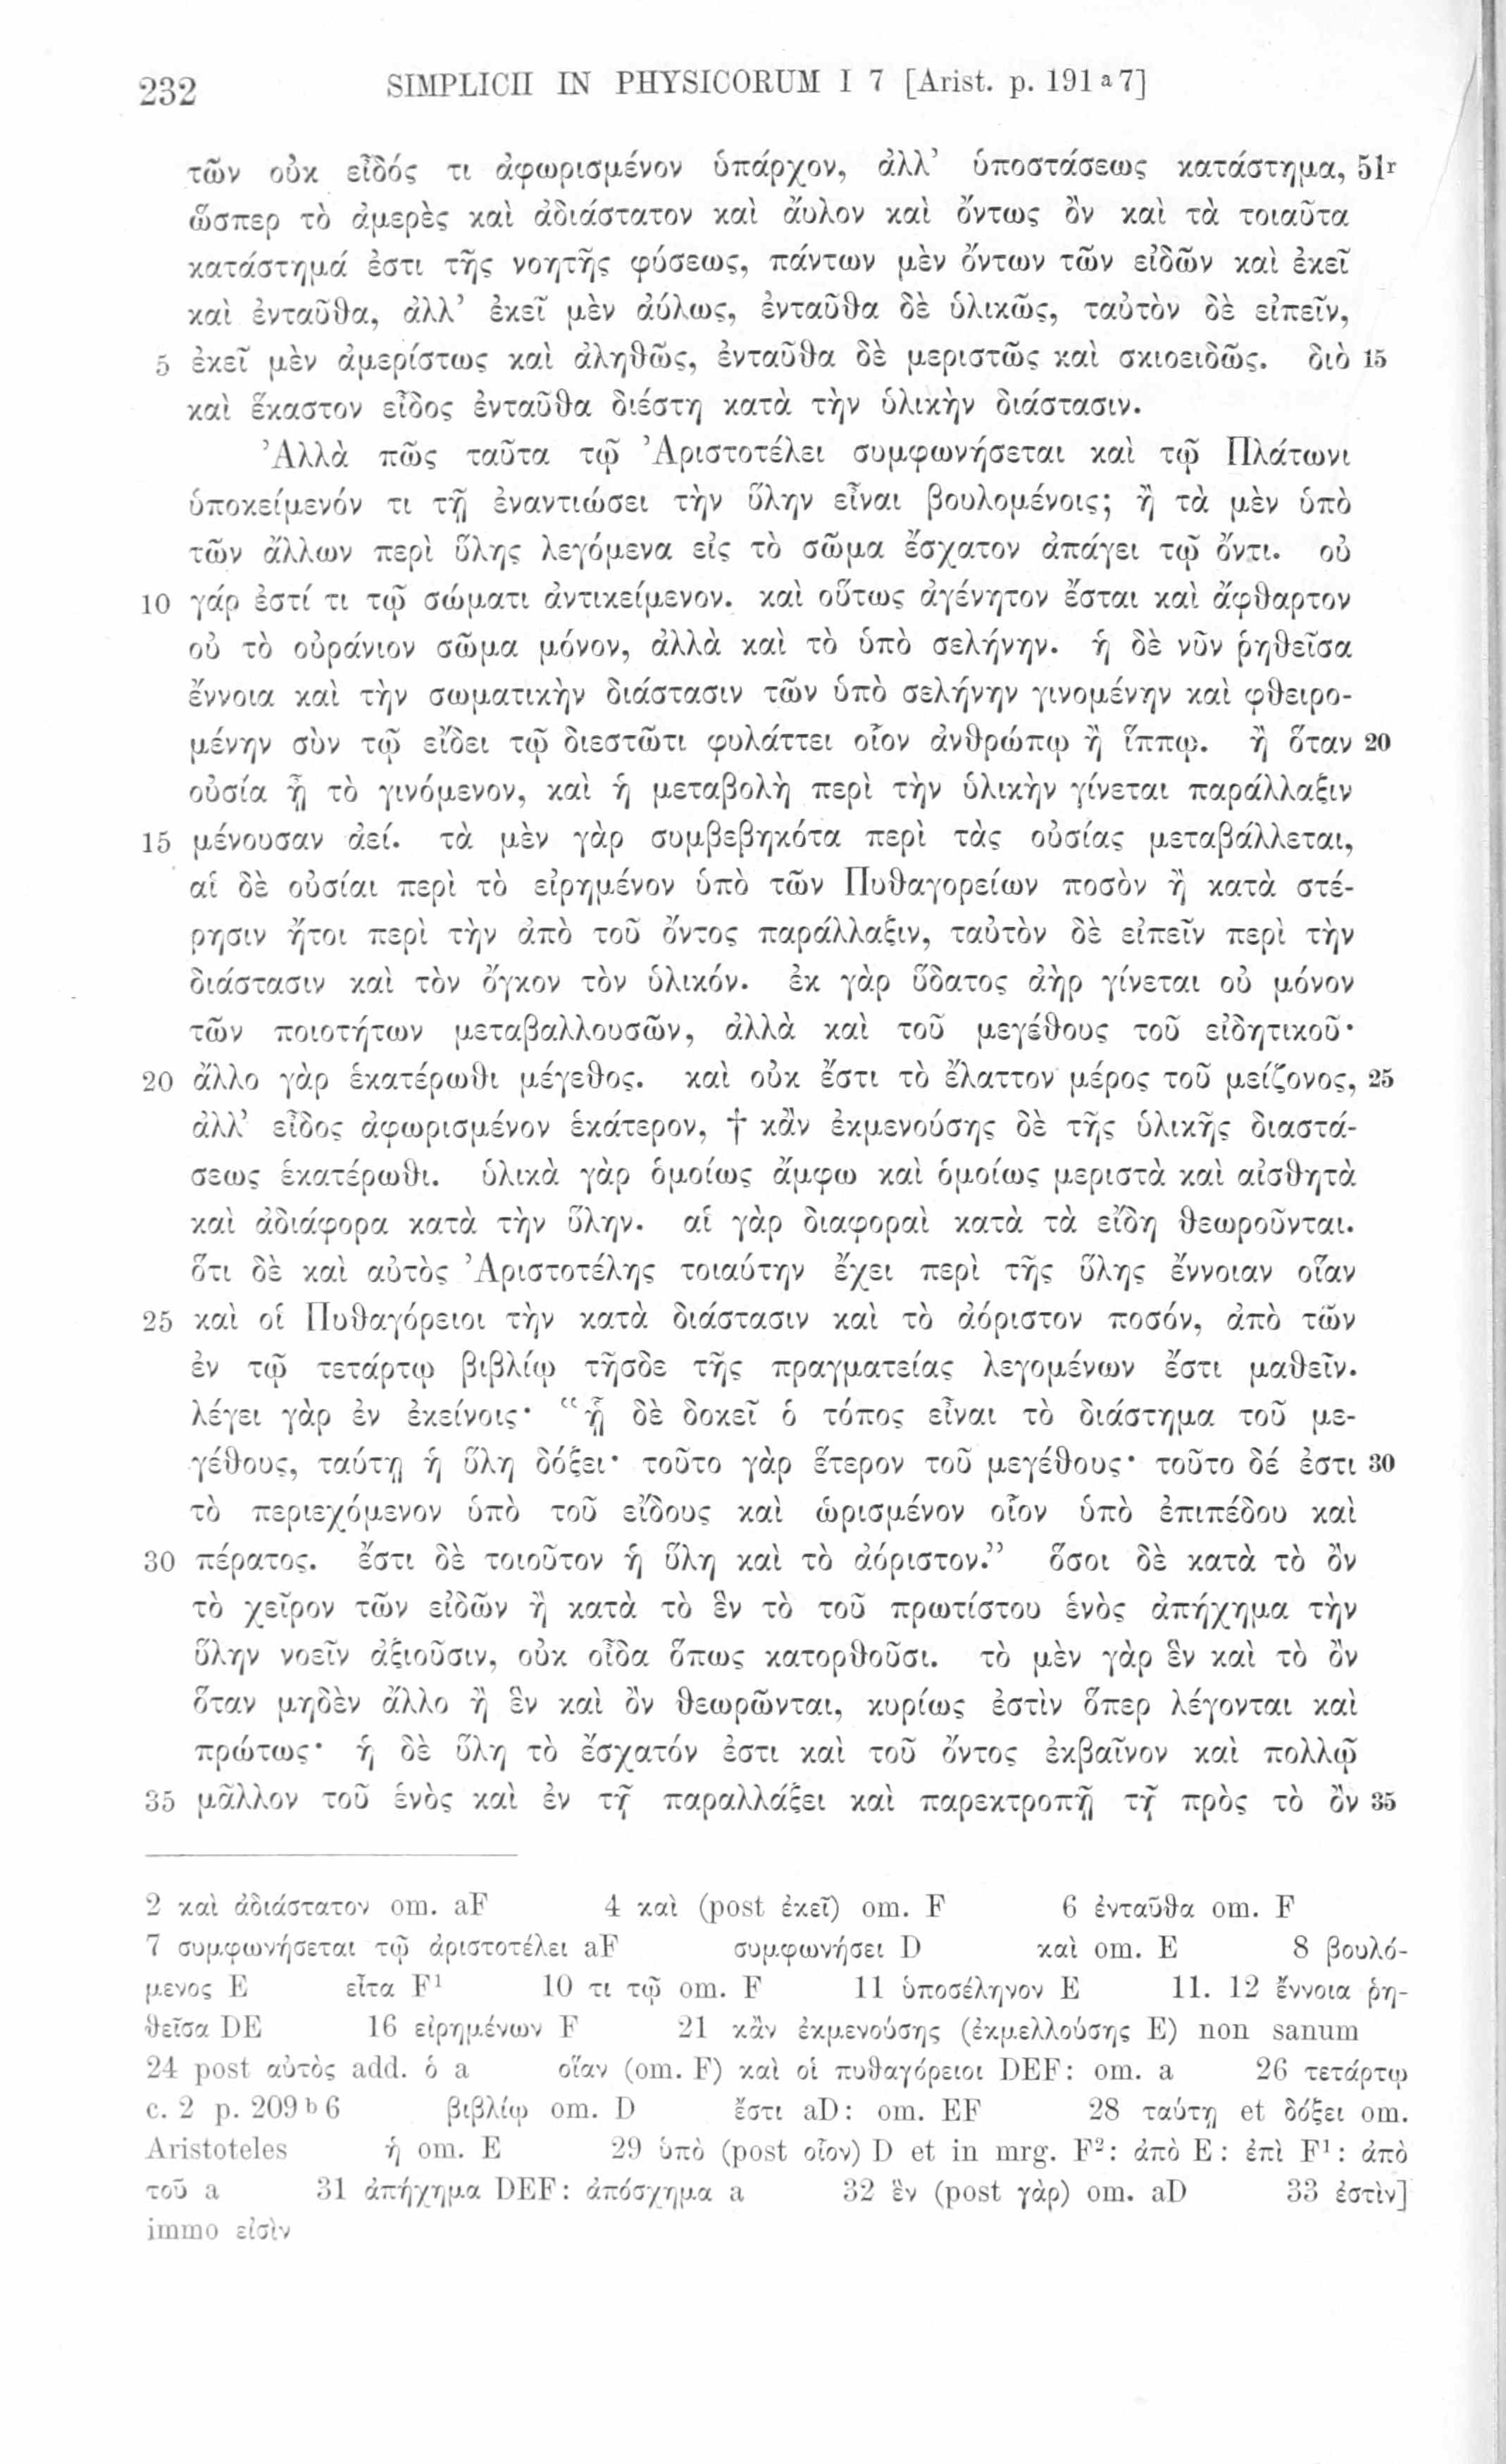 232 SIMPLICII IN PHYSICORUM I 7 [Arist. p. 191 a 7]
τῶν οὐκ εἶδός τι ἀφωρισμένον ὑπάρχον, ἀλλ’ ὑποστάσεως κατάστημα, 51r
ὥσπερ τὸ ἀμερὲς καὶ ἀδιάστατον καὶ ἄυλον καὶ ὄντως ὂν καὶ τὰ τοιαῦτα
κατάστημά ἐστι τῆς νοητῆς φύσεως, πάντων μὲν ὄντων τῶν εἰδῶν καὶ ἐκεῖ
καὶ ἐνταῦθα, ἀλλ’ ἐκεῖ μὲν ἀύλως, ἐνταῦθα δὲ ὑλικῶς, ταὐτὸν δὲ εἰπεῖν,
5 ἐκεῖ μὲν ἀμερίστως καὶ ἀληθῶς, ἐνταῦθα δὲ μεριστῶς καὶ σκιοειδῶς. διὸ 15
καὶ ἕκαστον εἶδος ἐνταῦθα διέστη κατὰ τὴν ὑλικὴν διάστασιν.
Ἀλλὰ πῶς ταῦτα τῷ Ἀριστοτέλει συμφωνήσεται καὶ τῷ Πλάτωνι
ὑποκείμενόν τι τῇ ἐναντιώσει τὴν ὕλην εἶναι βουλομένοις; ἢ τὰ μὲν ὑπὸ
τῶν ἄλλων περὶ ὕλης λεγόμενα εἰς τὸ σῶμα ἔσχατον ἀπάγει τῷ ὄντι. οὐ
10 γάρ ἐστί τι τῷ σώματι ἀντικείμενον. καὶ οὕτως ἀγένητον ἔσται καὶ ἄφθαρτον
οὐ τὸ οὐράνιον σῶμα μόνον, ἀλλὰ καὶ τὸ ὑπὸ σελήνην. ἡ δὲ νῦν ῥηθεῖσα
ἔννοια καὶ τὴν σωματικὴν διάστασιν τῶν ὑπὸ σελήνην γινομένην καὶ φθειρο-
μένην σὺν τῷ εἴδει τῷ διεστῶτι φυλάττει οἷον ἀνθρώπῳ ἢ ἵππῳ. ἢ ὅταν 20
οὐσία ᾖ τὸ γινόμενον, καὶ ἡ μεταβολὴ περὶ τὴν ὑλικὴν γίνεται παράλλαξιν
15 μένουσαν ἀεί. τὰ μὲν γὰρ συμβεβηκότα περὶ τὰς οὐσίας μεταβάλλεται,
αἱ δὲ οὐσίαι περὶ τὸ εἰρημένον ὑπὸ τῶν Πυθαγορείων ποσὸν ἢ κατὰ στέ-
ρησιν ἤτοι περὶ τὴν ἀπὸ τοῦ ὄντος παράλλαξιν, ταὐτὸν δὲ εἰπεῖν περὶ τὴν
διάστασιν καὶ τὸν ὄγκον τὸν ὑλικόν. ἐκ γὰρ ὕδατος ἀὴρ γίνεται οὐ μόνον
τῶν ποιοτήτων μεταβαλλουσῶν, ἀλλὰ καὶ τοῦ μεγέθους τοῦ εἰδητικοῦ·
20 ἄλλο γὰρ ἑκατέρωθι μέγεθος. καὶ οὐκ ἔστι τὸ ἔλαττον μέρος τοῦ μείζονος, 25
ἀλλ’ εἶδος ἀφωρισμένον ἑκάτερον, † κἂν ἐκμενούσης δὲ τῆς ὑλικῆς διαστά-
σεως ἑκατέρωθι. ὑλικὰ γὰρ ὁμοίως ἄμφω καὶ ὁμοίως μεριστὰ καὶ αἰσθητὰ
καὶ ἀδιάφορα κατὰ τὴν ὕλην. αἱ γὰρ διαφοραὶ κατὰ τὰ εἴδη θεωροῦνται.
ὅτι δὲ καὶ αὐτὸς Ἀριστοτέλης τοιαύτην ἔχει περὶ τῆς ὕλης ἔννοιαν οἵαν
25 καὶ οἱ Πυθαγόρειοι τὴν κατὰ διάστασιν καὶ τὸ ἀόριστον ποσόν, ἀπὸ τῶν
ἐν τῷ τετάρτῳ βιβλίῳ τῆσδε τῆς πραγματείας λεγομένων ἔστι μαθεῖν.
λέγει γὰρ ἐν ἐκείνοις· “ᾗ δὲ δοκεῖ ὁ τόπος εἶναι τὸ διάστημα τοῦ με-
γέθους, ταύτῃ ἡ ὕλη δόξει· τοῦτο γὰρ ἕτερον τοῦ μεγέθους· τοῦτο δέ ἐστι 30
τὸ περιεχόμενον ὑπὸ τοῦ εἴδους καὶ ὡρισμένον οἷον ὑπὸ ἐπιπέδου καὶ
30 πέρατος. ἔστι δὲ τοιοῦτον ἡ ὕλη καὶ τὸ ἀόριστον.” ὅσοι δὲ κατὰ τὸ ὂν
τὸ χεῖρον τῶν εἰδῶν ἢ κατὰ τὸ ἓν τὸ τοῦ πρωτίστου ἑνὸς ἀπήχημα τὴν
ὕλην νοεῖν ἀξιοῦσιν, οὐκ οἶδα ὅπως κατορθοῦσι. τὸ μὲν γὰρ ἓν καὶ τὸ ὂν
ὅταν μηδὲν ἄλλο ἢ ἓν καὶ ὂν θεωρῶνται, κυρίως ἐστὶν ὅπερ λέγονται καὶ
πρώτως· ἡ δὲ ὕλη τὸ ἔσχατόν ἐστι καὶ τοῦ ὄντος ἐκβαῖνον καὶ πολλῷ
35 μᾶλλον τοῦ ἑνὸς καὶ ἐν τῇ παραλλάξει καὶ παρεκτροπῇ τῇ πρὸς τὸ ὂν 35
2 καὶ ἀδιάστατον om. aF 4 καὶ (post ἐκεῖ) om. F 6 ἐνταῦθα om. F
7 συμφωνήσεται τῷ ἀριστοτέλει aF συμφωνήσει D καὶ om. E 8 βουλό-
μενος E εἶτα F1 10 τι τῷ om. F 11 ὑποσέληνον E 11. 12 ἔννοια ῥη-
θεῖσα DE 16 εἰρημένων F 21 κἂν ἐκμενούσης (ἐκμελλούσης E) non sanum
24 post αὐτὸς add. ὁ a οἵαν (om. F) καὶ οἱ πυθαγόρειοι DEF: om. a 26 τετάρτῳ
c. 2 p. 209 b 6 βιβλίῳ om. D ἔστι aD: om. EF 28 ταύτῃ et δόξει om.
Aristoteles ἡ om. E 29 ὑπὸ (post οἷον) D et in mrg. F2: ἀπὸ E: ἐπὶ F1: ἀπὸ
τοῦ a 31 ἀπήχημα DEF: ἀπόσχημα a 32 ἓν (post γὰρ) om. aD 33 ἐστὶν]
immo εἰσὶν